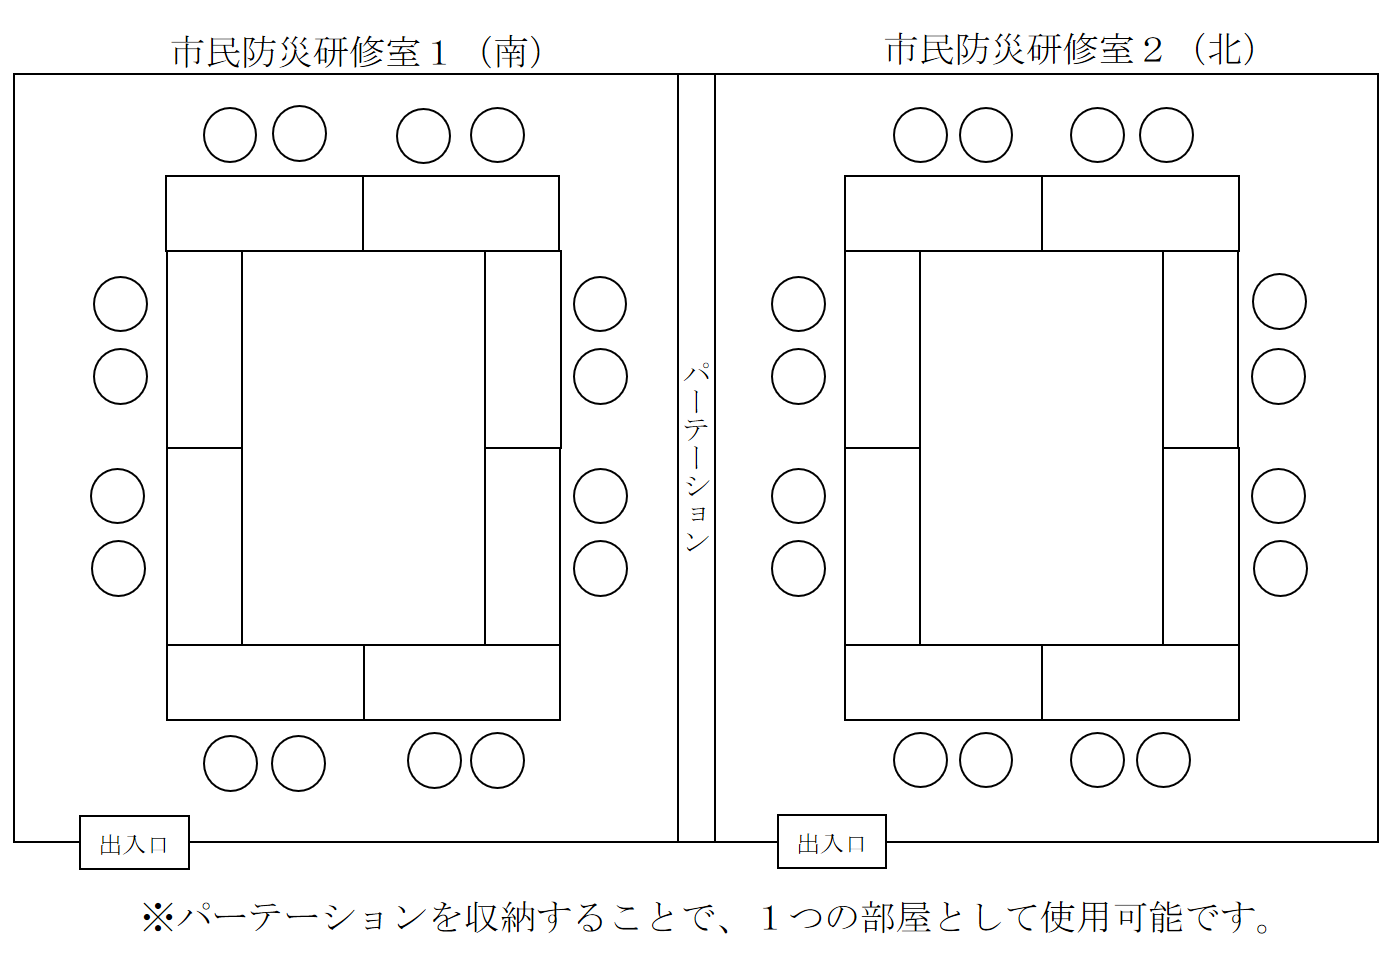 市民防災研修室１（南）
市民防災研修室２（北）
パーテーション
出入口
出入口
※パーテーションを収納することで、１つの部屋として使用可能です。